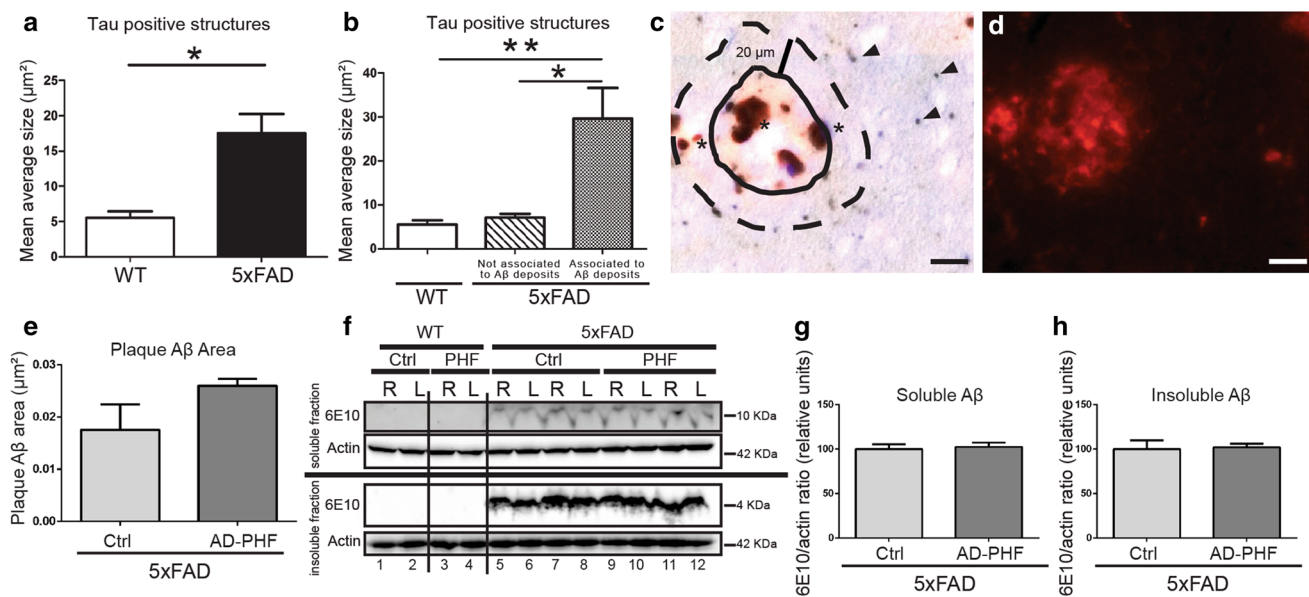 a
Tau positive structures
*
Mean average size (µm²)
25
20
15
10
5
0
WT
5xFAD
b
Tau positive structures
**
*
Mean average size (µm²)
40
30
20
10
0
Not associated
to Aβ deposits
Associated to
Aβ deposits
WT
5xFAD
c
20 µm
*
*
*
d
e
Plaque Aβ Area
Plaque Aβ area (µm²)
0.03
0.02
0.01
0.00
Ctrl
AD-PHF
5xFAD
f
WT
5xFAD
Ctrl
PHF
Ctrl
PHF
R L R L R L R L R L R L
soluble fraction
6E10
10 KDa
Actin
42 KDa
insoluble fraction
6E10
4 KDa
Actin
42 KDa
1 2 3 4 5 6 7 8 9 10 11 12
g
Soluble Aβ
6E10/actin ratio (relative units)
150
100
50
0
Ctrl
AD-PHF
5xFAD
h
Insoluble Aβ
6E10/actin ratio (relative units)
150
100
50
0
Ctrl
AD-PHF
5xFAD